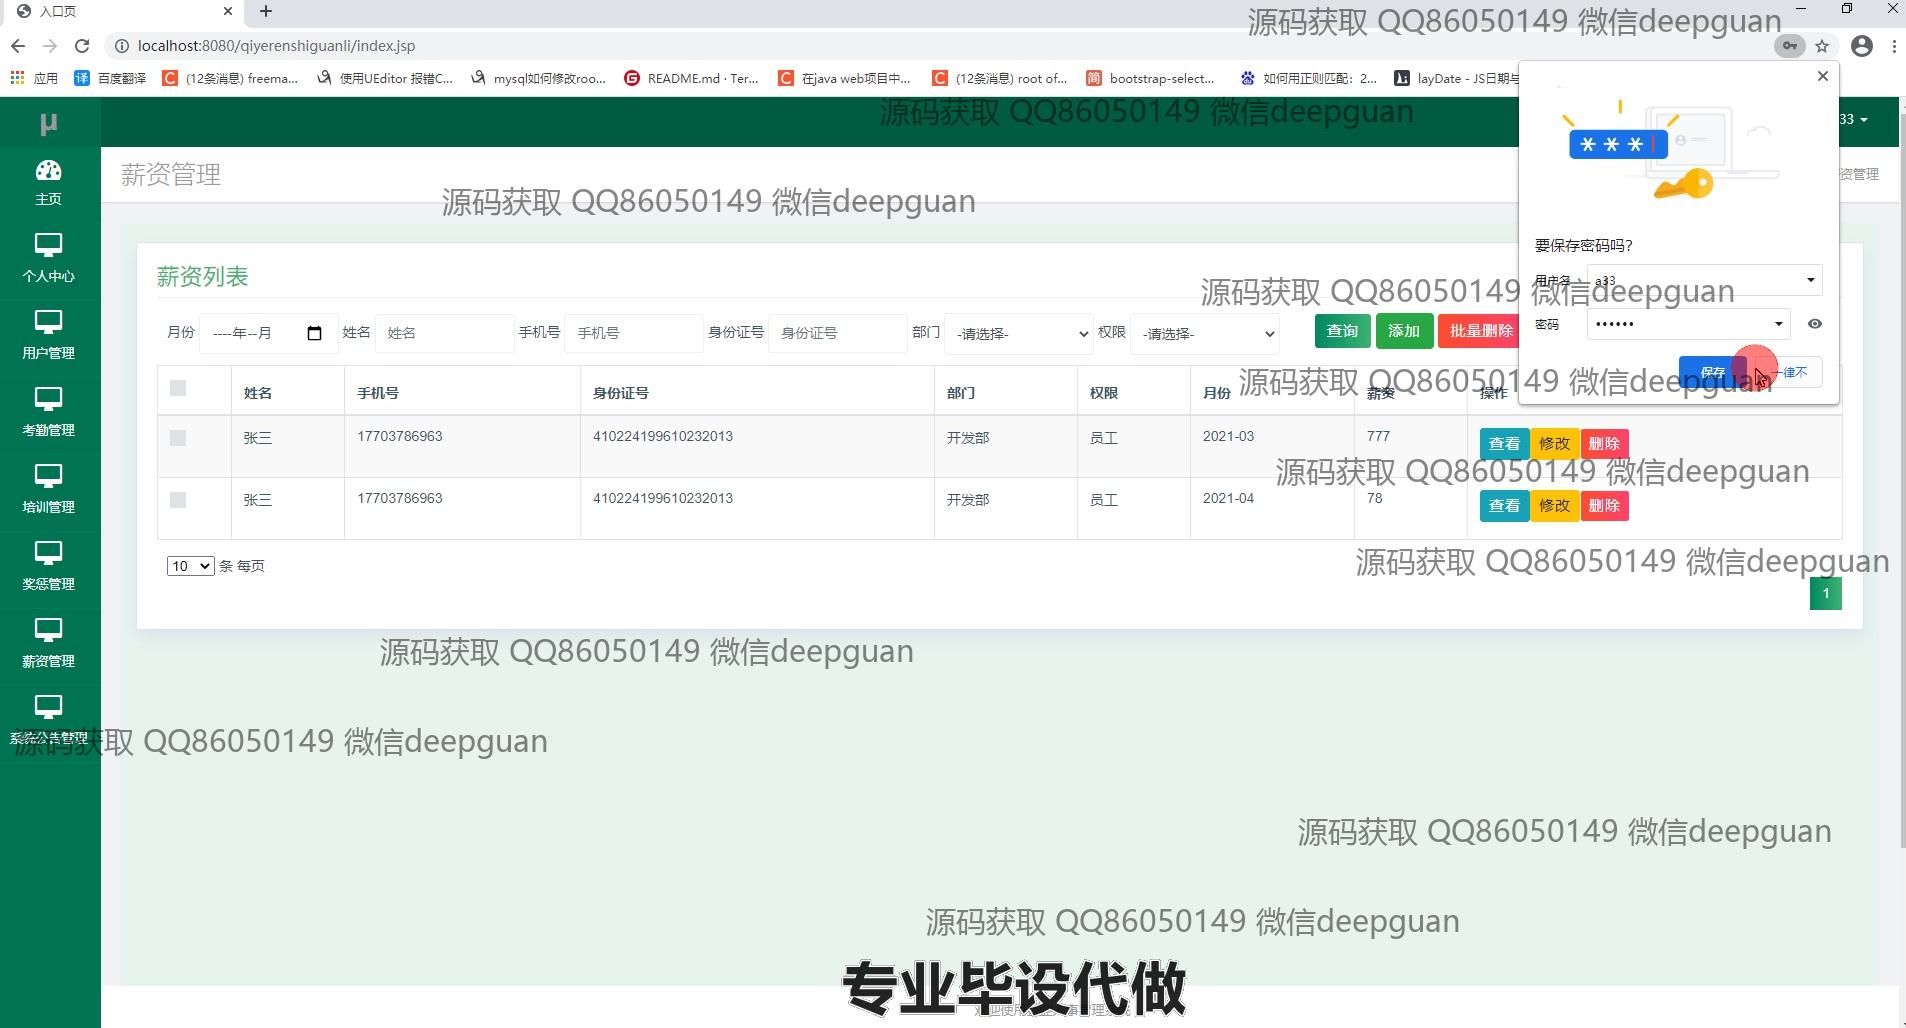 入口页
源码获取 QQ86050149 微信deepguan
localhost:8080/qiyerenshiguanli/index.jsp
应用
译 百度翻译
C (12条消息) freema...
使用UEditor 报错C...
mysql如何修改roo...
G README.md · Ter...
C 在java web项目中...
C (12条消息) root of...
简 bootstrap-select...
如何用正则匹配：2...
layDate - JS日期与
源码获取 QQ86050149 微信deepguan
μ
33
主页
薪资管理
资管理
源码获取 QQ86050149 微信deepguan
***
要保存密码吗?
用户名 a33
密码 ••••••
保存
一律不
个人中心
用户管理
考勤管理
培训管理
奖惩管理
薪资管理
系统公告管理
薪资列表
源码获取 QQ86050149 微信deepguan
月份 ----年--月 姓名 姓名 手机号 手机号 身份证号 身份证号 部门 -请选择- 权限 -请选择- 查询 添加 批量删除
源码获取 QQ86050149 微信deepguan
姓名 手机号 身份证号 部门 权限 月份 薪资 操作
张三 17703786963 410224199610232013 开发部 员工 2021-03 777 查看 修改 删除
源码获取 QQ86050149 微信deepguan
张三 17703786963 410224199610232013 开发部 员工 2021-04 78 查看 修改 删除
10 条 每页
源码获取 QQ86050149 微信deepguan
1
源码获取 QQ86050149 微信deepguan
源码获取 QQ86050149 微信deepguan
源码获取 QQ86050149 微信deepguan
源码获取 QQ86050149 微信deepguan
专业毕设代做